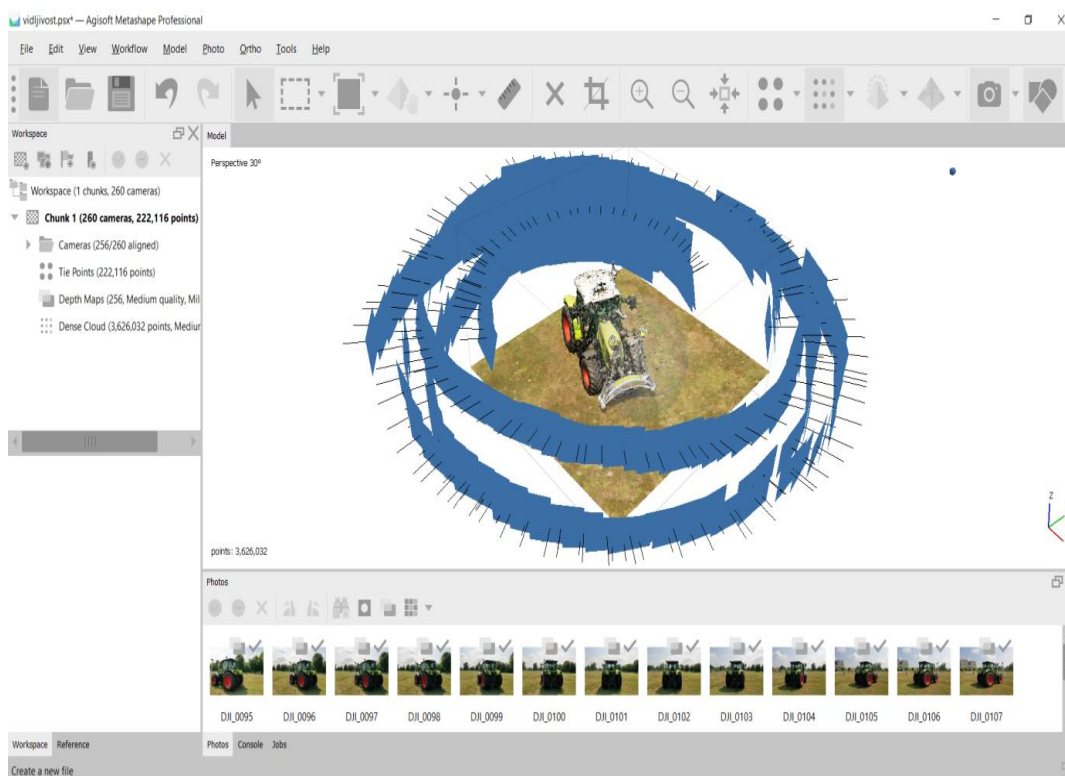 vidljivost.psx* — Agisoft Metashape Professional
File Edit View Workflow Model Photo Ortho Tools Help
Workspace
Model
Perspective 30°
Workspace (1 chunks, 260 cameras)
Chunk 1 (260 cameras, 222,116 points)
Cameras (256/260 aligned)
Tie Points (222,116 points)
Depth Maps (256, Medium quality, Mil
Dense Cloud (3,626,032 points, Medium
Z
points: 3,626,032
Photos
DJI_0095 DJI_0096 DJI_0097 DJI_0098 DJI_0099 DJI_0100 DJI_0101 DJI_0102 DJI_0103 DJI_0104 DJI_0105 DJI_0106 DJI_0107
Workspace Reference
Photos Console Jobs
Create a new file